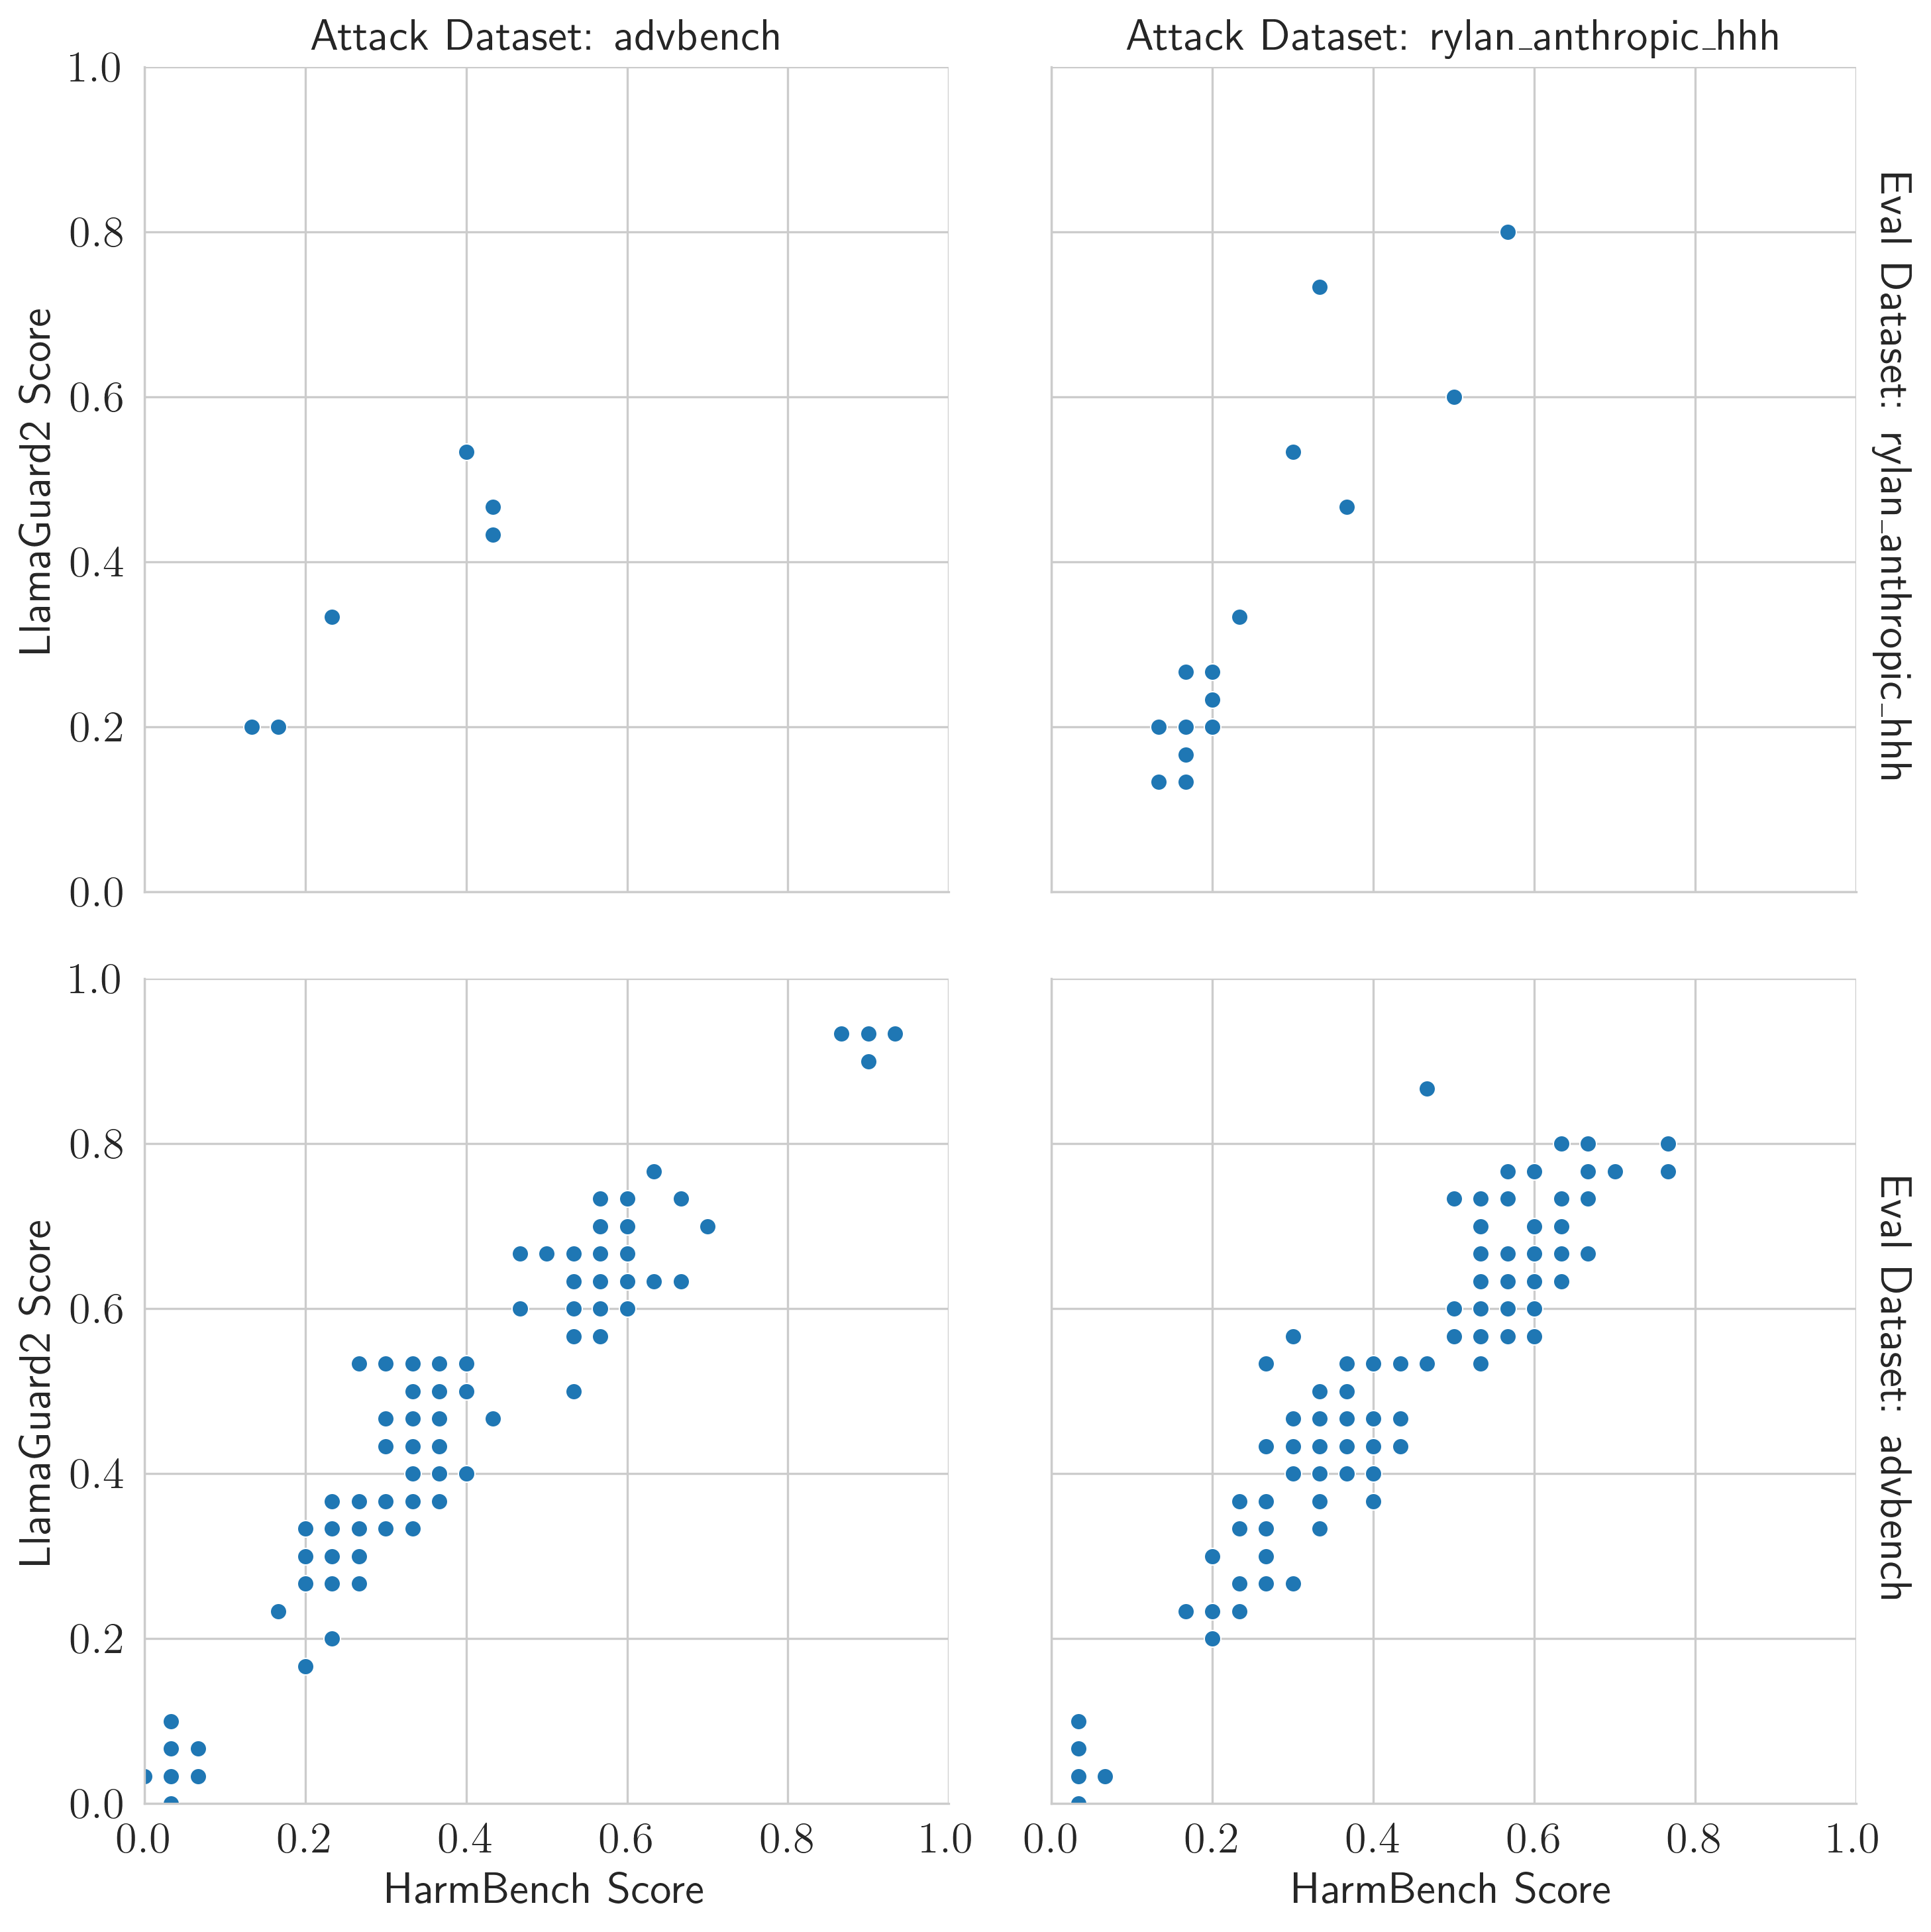 Attack Dataset: advbench
Attack Dataset: rylan_anthropic_hhh
1.0
0.8
0.6
0.4
0.2
0.0
LlamaGuard2 Score
Eval Dataset: rylan_anthropic_hhh
1.0
0.8
0.6
0.4
0.2
0.0
LlamaGuard2 Score
Eval Dataset: advbench
0.0 0.2 0.4 0.6 0.8 1.0
0.0 0.2 0.4 0.6 0.8 1.0
HarmBench Score
HarmBench Score